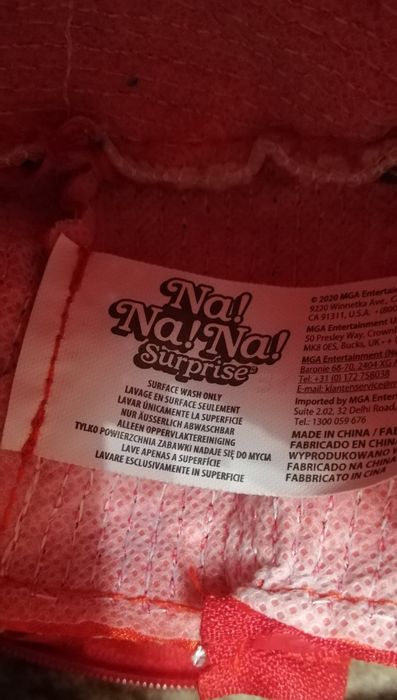 Na!
Na! Na!
Surprise
SURFACE WASH ONLY
LAVAGE EN SURFACE SEULEMENT
LAVAR ÚNICAMENTE LA SUPERFICIE
NUR ÄUSSERLICH ABWASCHBAR
ALLEEN OPPERVLAKTEREINIGING
TYLKO POWIERZCHNIA ZABAWKI NADAJE SIĘ DO MYCIA
LAVE APENAS A SUPERFÍCIE
LAVARE ESCLUSIVAMENTE IN SUPERFICIE
© 2020 MGA
9220 Winnetka Ave.,
CA 91311, U.S.A.
MGA Entertainment
50 Presley Way,
MK8 0ES, Bucks, UK
MGA Entertainment
Baronie 68-70, 2404 XG
Tel: +31 (0) 172 758038
E-mail:
Imported by MGA
Suite 2.02, 32 Delhi Road,
Tel.: 1300 059 676
MADE IN CHINA /
FABRICADO EN CHINA
WYPRODUKOWANO
FABRICADO NA CHINA
FABBRICATO IN CINA